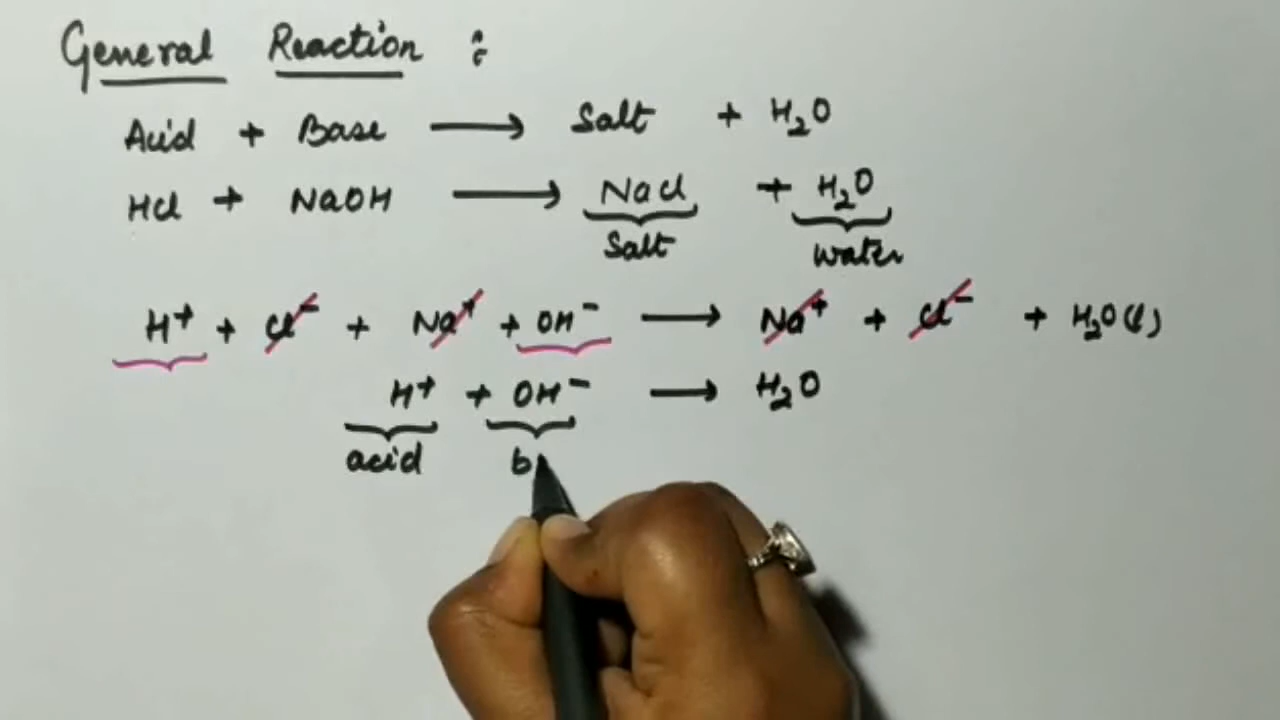 General Reaction :
Acid + Base ⟶ Salt + H₂O
HCl + NaOH ⟶ NaCl + H₂O
Salt water
H⁺ + Cl⁻ + Na⁺ + OH⁻ ⟶ Na⁺ + Cl⁻ + H₂O(l)
H⁺ + OH⁻ ⟶ H₂O
acid b